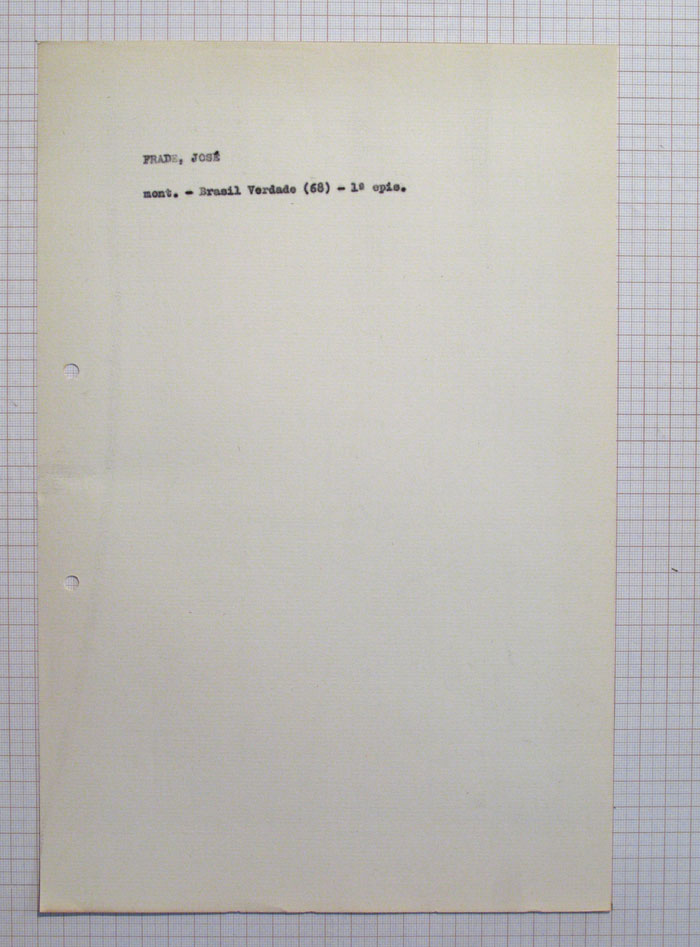 FRADE, JOSÉ
mont. - Brasil Verdade (68) - 1º epis.